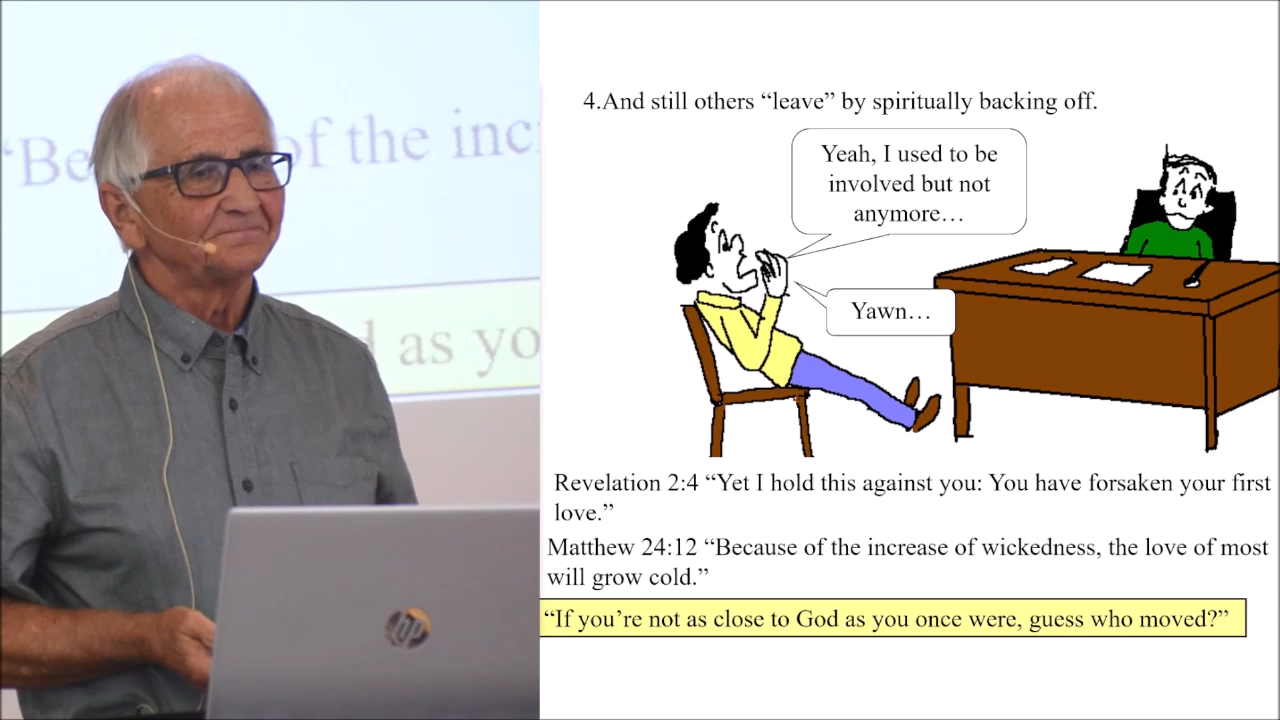 "Be of the inc
d as yo
hp
4.And still others “leave” by spiritually backing off.
Yeah, I used to be
involved but not
anymore…
Yawn…
Revelation 2:4 “Yet I hold this against you: You have forsaken your first
love.”
Matthew 24:12 “Because of the increase of wickedness, the love of most
will grow cold.”
“If you’re not as close to God as you once were, guess who moved?”